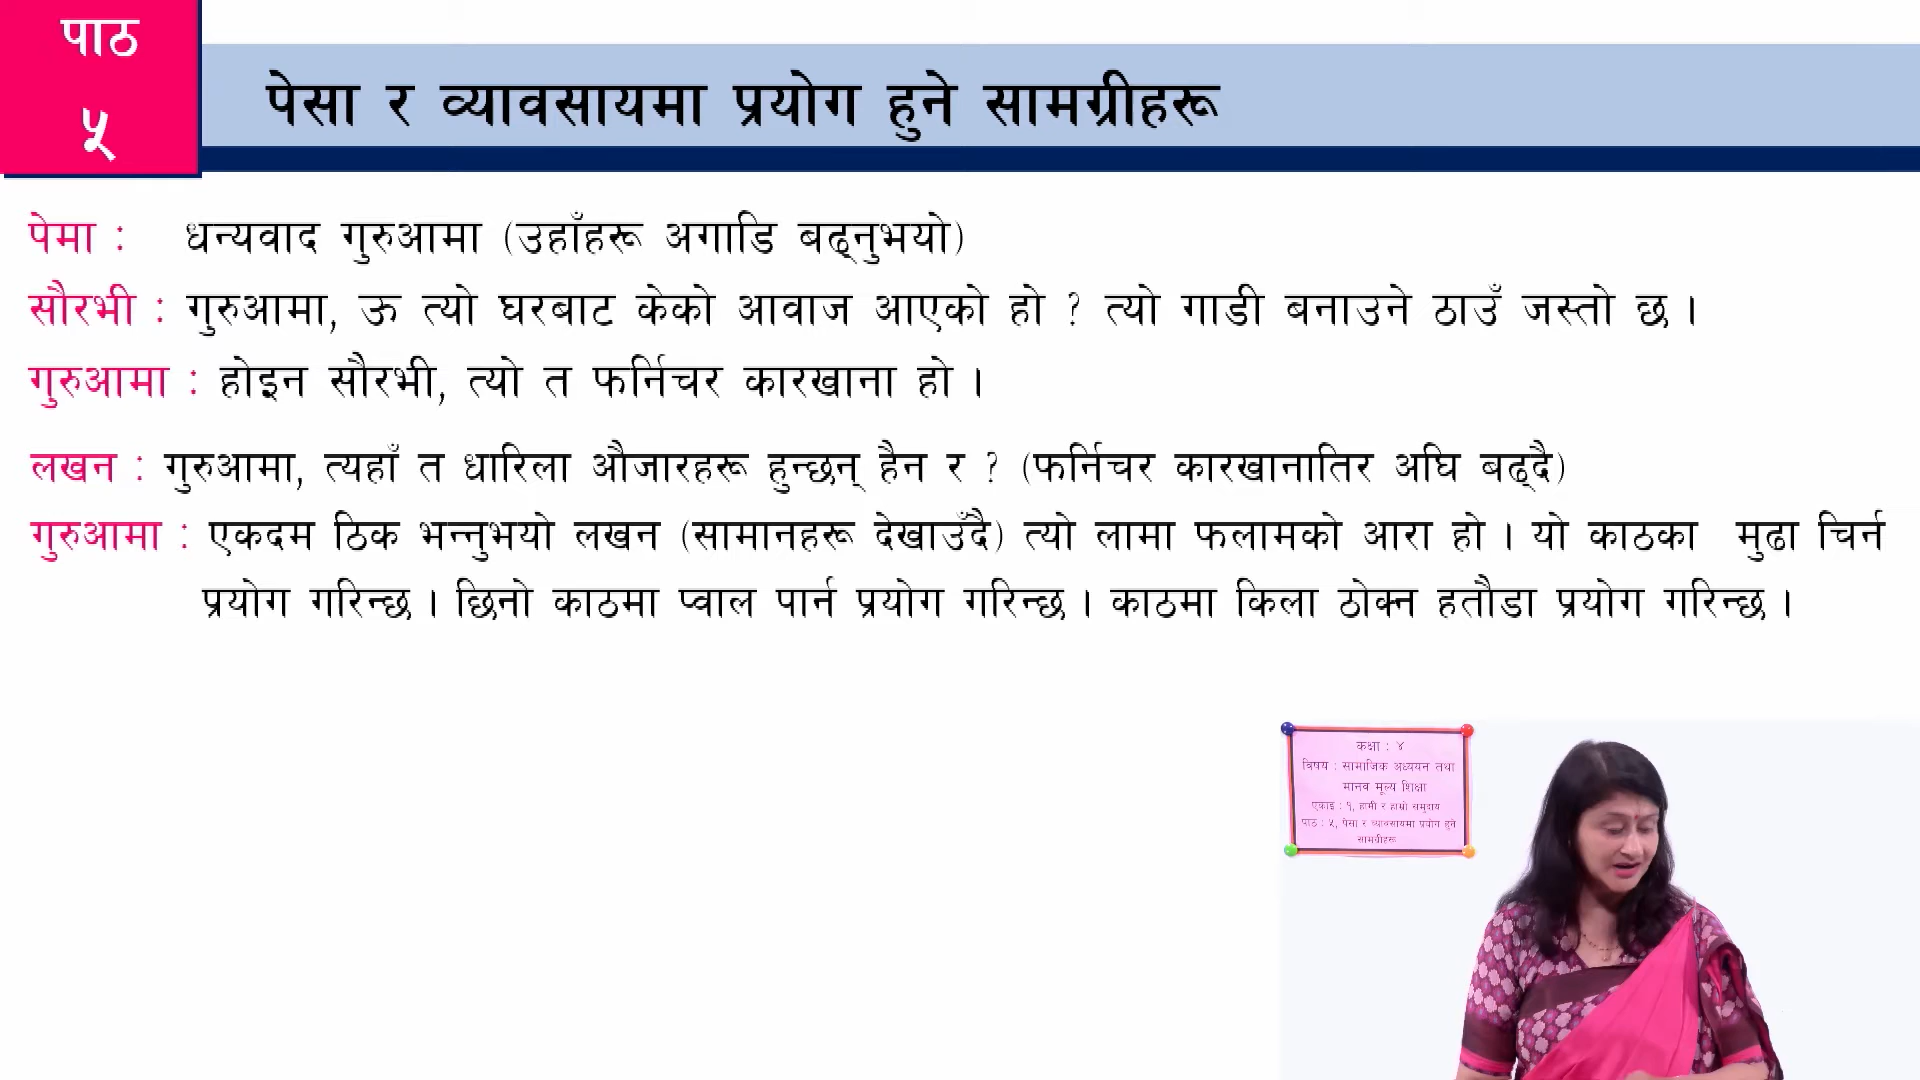 पाठ
५
पेसा र व्यावसायमा प्रयोग हुने सामग्रीहरू
पेमा : धन्यवाद गुरुआमा (उहाँहरू अगाडि बढ्नुभयो)
सौरभी : गुरुआमा, ऊ त्यो घरबाट केको आवाज आएको हो ? त्यो गाडी बनाउने ठाउँ जस्तो छ ।
गुरुआमा : होइन सौरभी, त्यो त फर्निचर कारखाना हो ।
लखन : गुरुआमा, त्यहाँ त धारिला औजारहरू हुन्छन् हैन र ? (फर्निचर कारखानातिर अघि बढ्दै)
गुरुआमा : एकदम ठिक भन्नुभयो लखन (सामानहरू देखाउँदै) त्यो लामा फलामको आरा हो । यो काठका मुढा चिर्न
प्रयोग गरिन्छ । छिनो काठमा प्वाल पार्न प्रयोग गरिन्छ । काठमा किला ठोक्न हतौडा प्रयोग गरिन्छ ।
कक्षा : ४
विषय : सामाजिक अध्ययन तथा
मानव मूल्य शिक्षा
एकाइ : १, हामी र हाम्रो समुदाय
पाठ : ५, पेसा र व्यावसायमा प्रयोग हुने
सामग्रीहरू